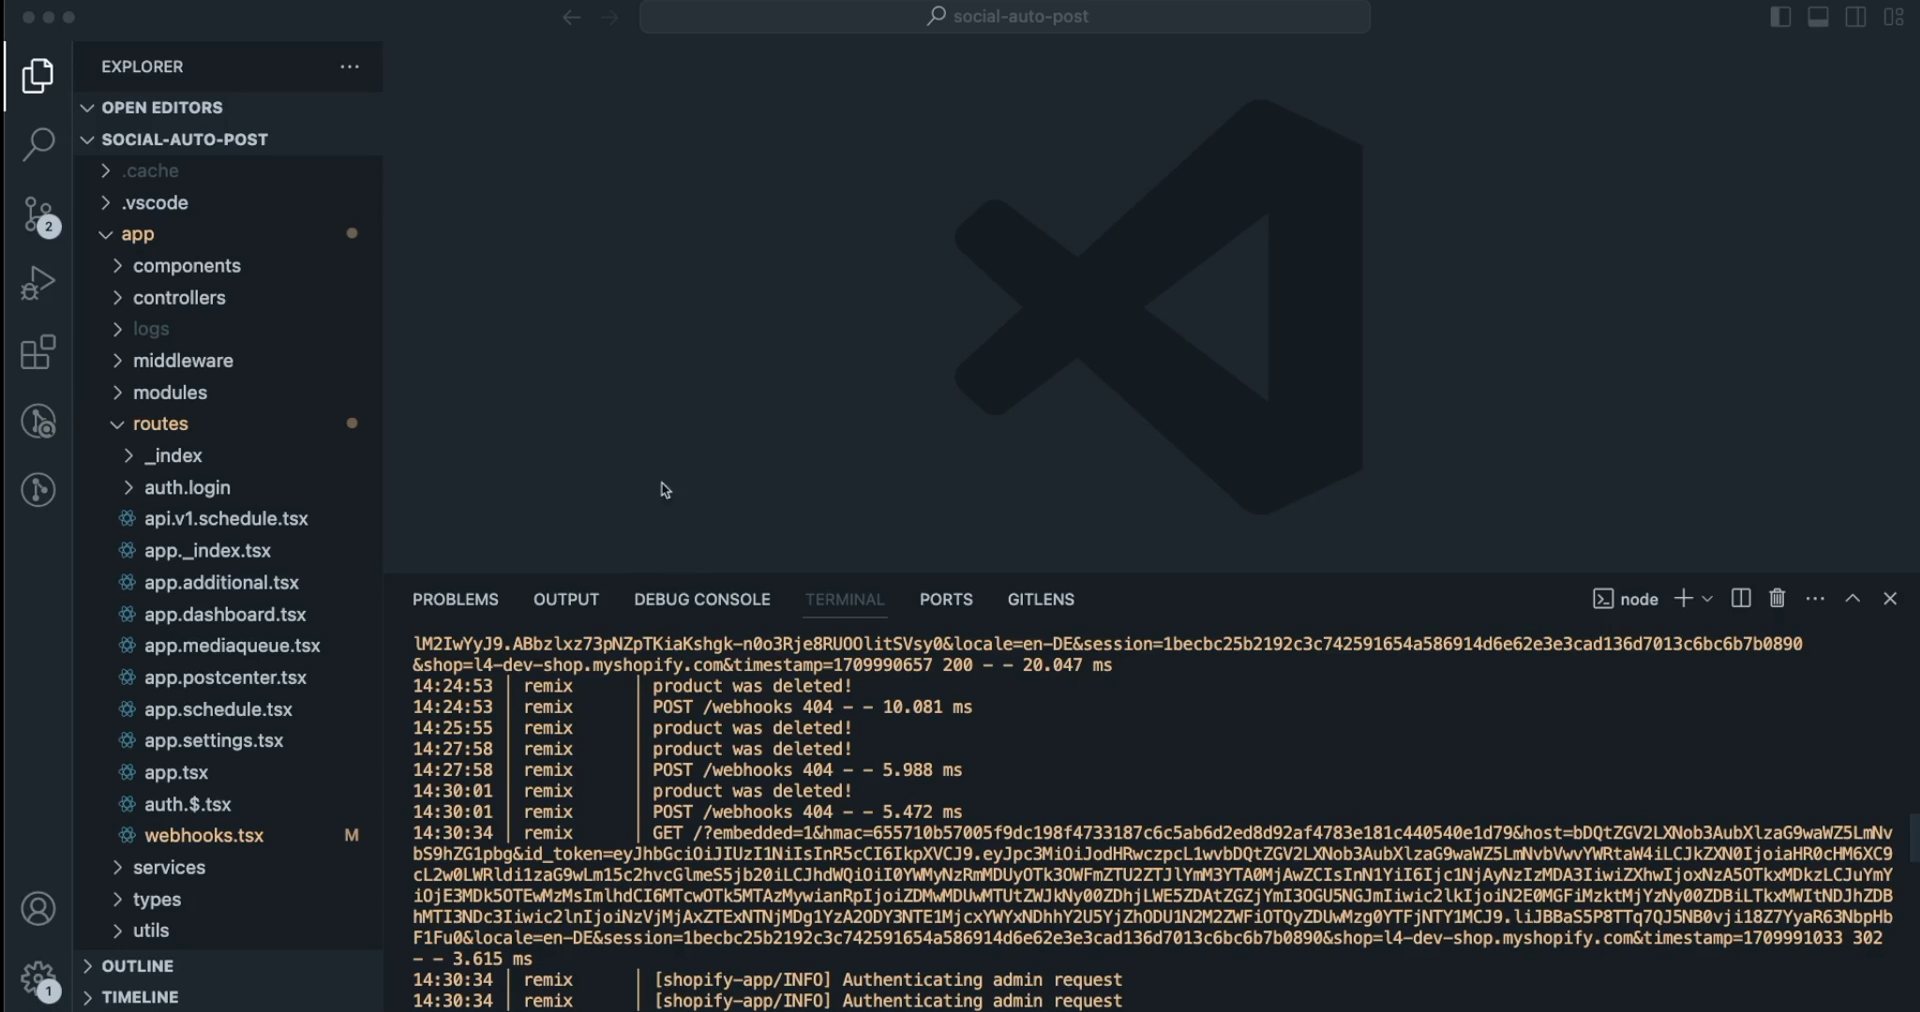 social-auto-post
EXPLORER
OPEN EDITORS
SOCIAL-AUTO-POST
.cache
.vscode
2
app
components
controllers
logs
middleware
modules
routes
_index
auth.login
api.v1.schedule.tsx
app._index.tsx
app.additional.tsx
app.dashboard.tsx
app.mediaqueue.tsx
app.postcenter.tsx
app.schedule.tsx
app.settings.tsx
app.tsx
auth.$.tsx
webhooks.tsx M
services
types
utils
OUTLINE
1
TIMELINE
PROBLEMS OUTPUT DEBUG CONSOLE TERMINAL PORTS GITLENS node
&shop=l4-dev-shop.myshopify.com&timestamp=1709990657 200 - - 20.047 ms
14:24:53 | remix | product was deleted!
14:24:53 | remix | POST /webhooks 404 - - 10.081 ms
14:25:55 | remix | product was deleted!
14:27:58 | remix | product was deleted!
14:27:58 | remix | POST /webhooks 404 - - 5.988 ms
14:30:01 | remix | product was deleted!
14:30:01 | remix | POST /webhooks 404 - - 5.472 ms
14:30:34 | remix | GET
- - 3.615 ms
14:30:34 | remix | [shopify-app/INFO] Authenticating admin request
14:30:34 | remix | [shopify-app/INFO] Authenticating admin request